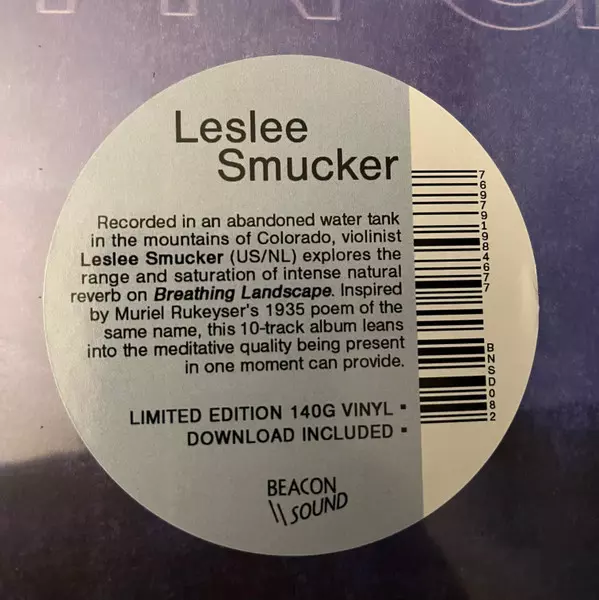 Leslee
Smucker
Recorded in an abandoned water tank
in the mountains of Colorado, violinist
Leslee Smucker (US/NL) explores the
range and saturation of intense natural
reverb on Breathing Landscape. Inspired
by Muriel Rukeyser's 1935 poem of the
same name, this 10-track album leans
into the meditative quality being present
in one moment can provide.
LIMITED EDITION 140G VINYL ▪
DOWNLOAD INCLUDED ▪
BEACON
\\ SOUND
769791984677
BNSD082